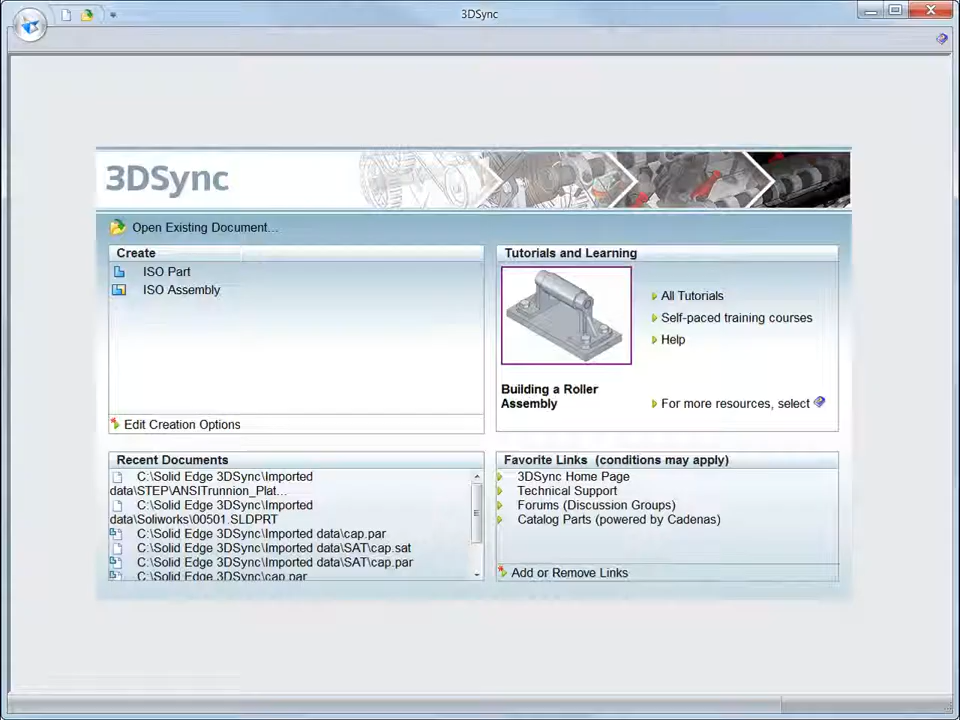 3DSync
3DSync
Open Existing Document...
Create
ISO Part
ISO Assembly
Edit Creation Options
Tutorials and Learning
All Tutorials
Self-paced training courses
Help
Building a Roller
Assembly
For more resources, select
Recent Documents
C:\Solid Edge 3DSync\Imported
data\STEP\ANSITrunnion_Plat...
C:\Solid Edge 3DSync\Imported
data\Soliworks\00501.SLDPRT
C:\Solid Edge 3DSync\Imported data\cap.par
C:\Solid Edge 3DSync\Imported data\SAT\cap.sat
C:\Solid Edge 3DSync\Imported data\SAT\cap.par
C:\Solid Edge 3DSync\cap.par
Favorite Links (conditions may apply)
3DSync Home Page
Technical Support
Forums (Discussion Groups)
Catalog Parts (powered by Cadenas)
Add or Remove Links